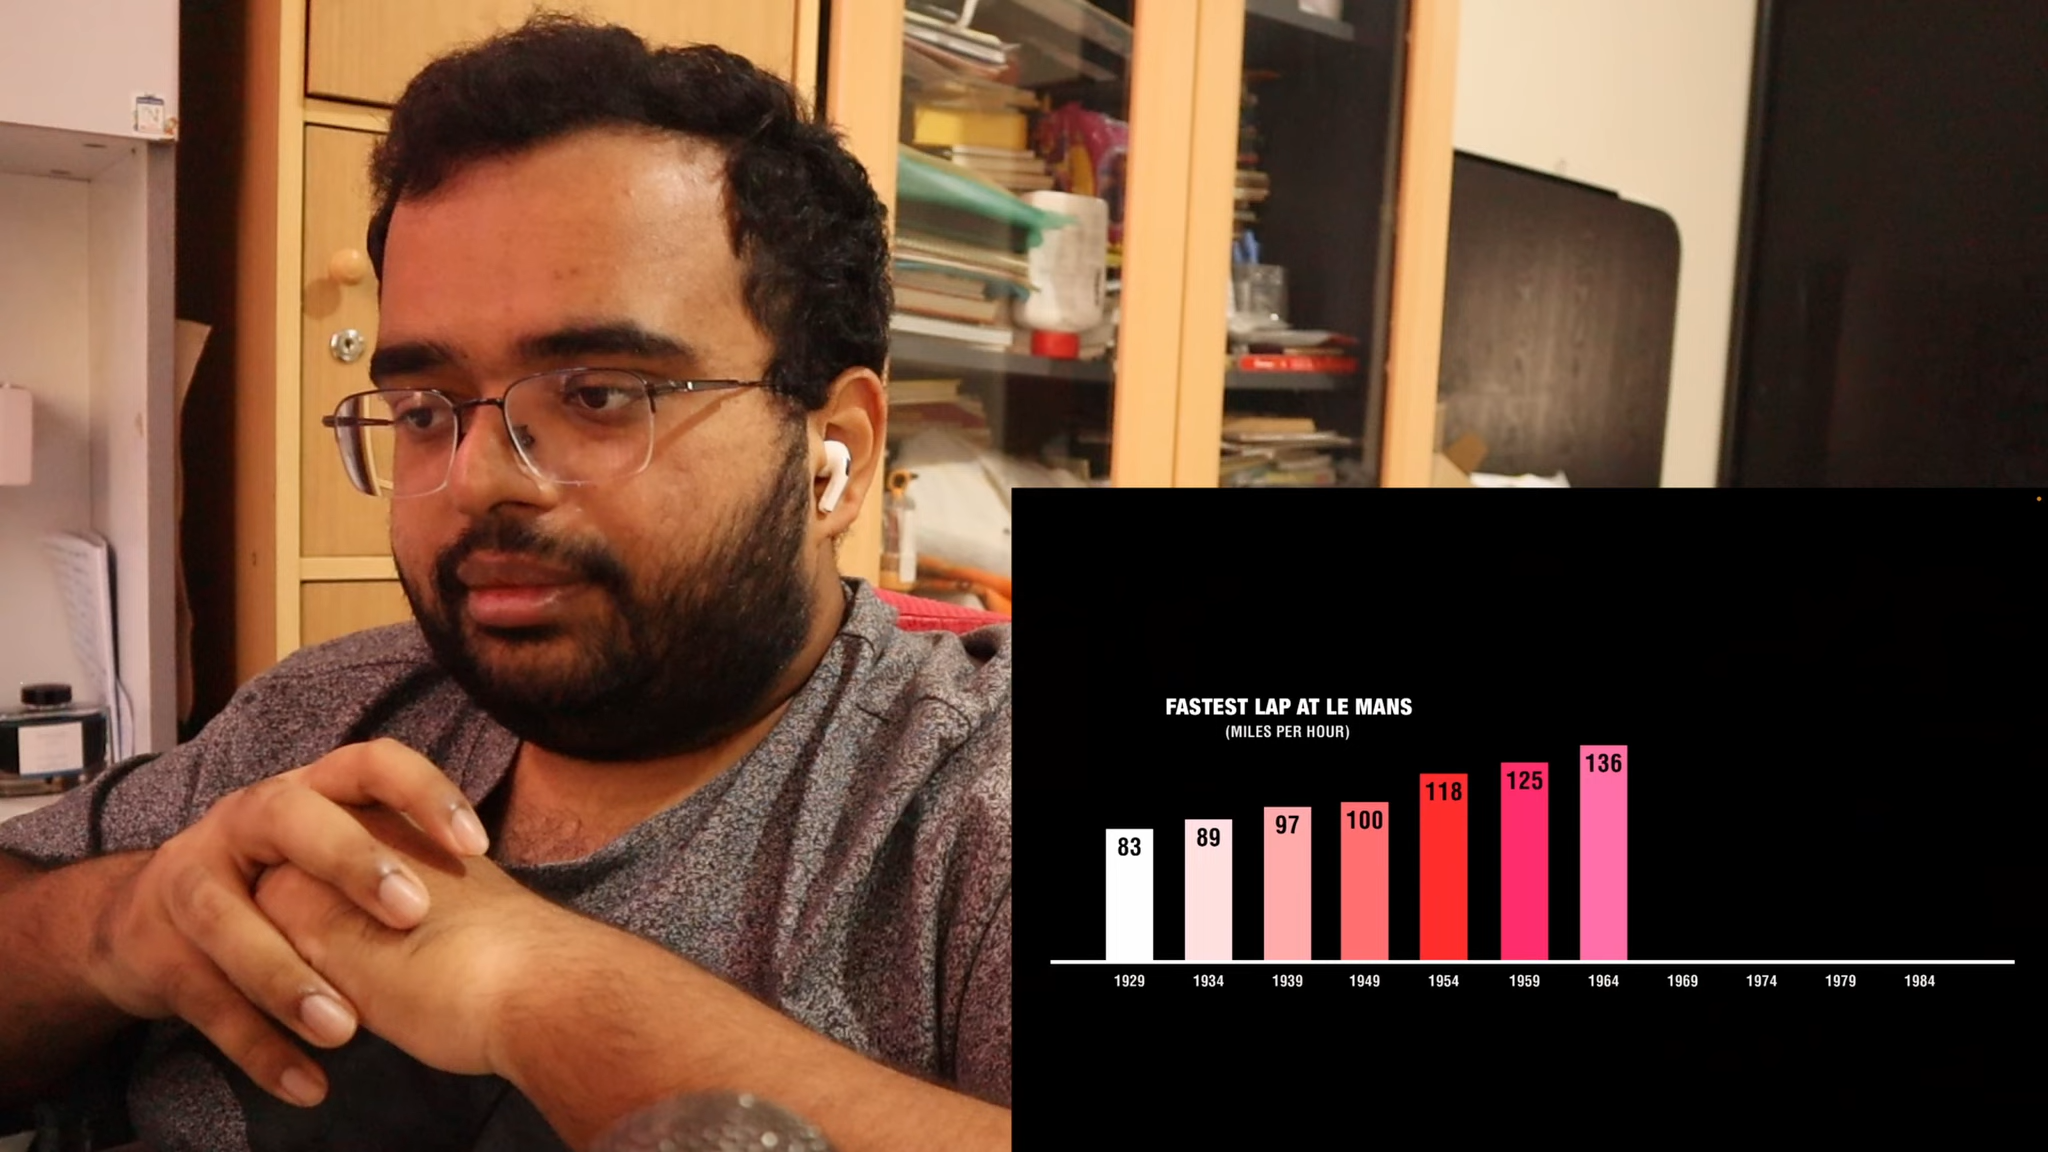 FASTEST LAP AT LE MANS
(MILES PER HOUR)
83 89 97 100 118 125 136
1929 1934 1939 1949 1954 1959 1964 1969 1974 1979 1984